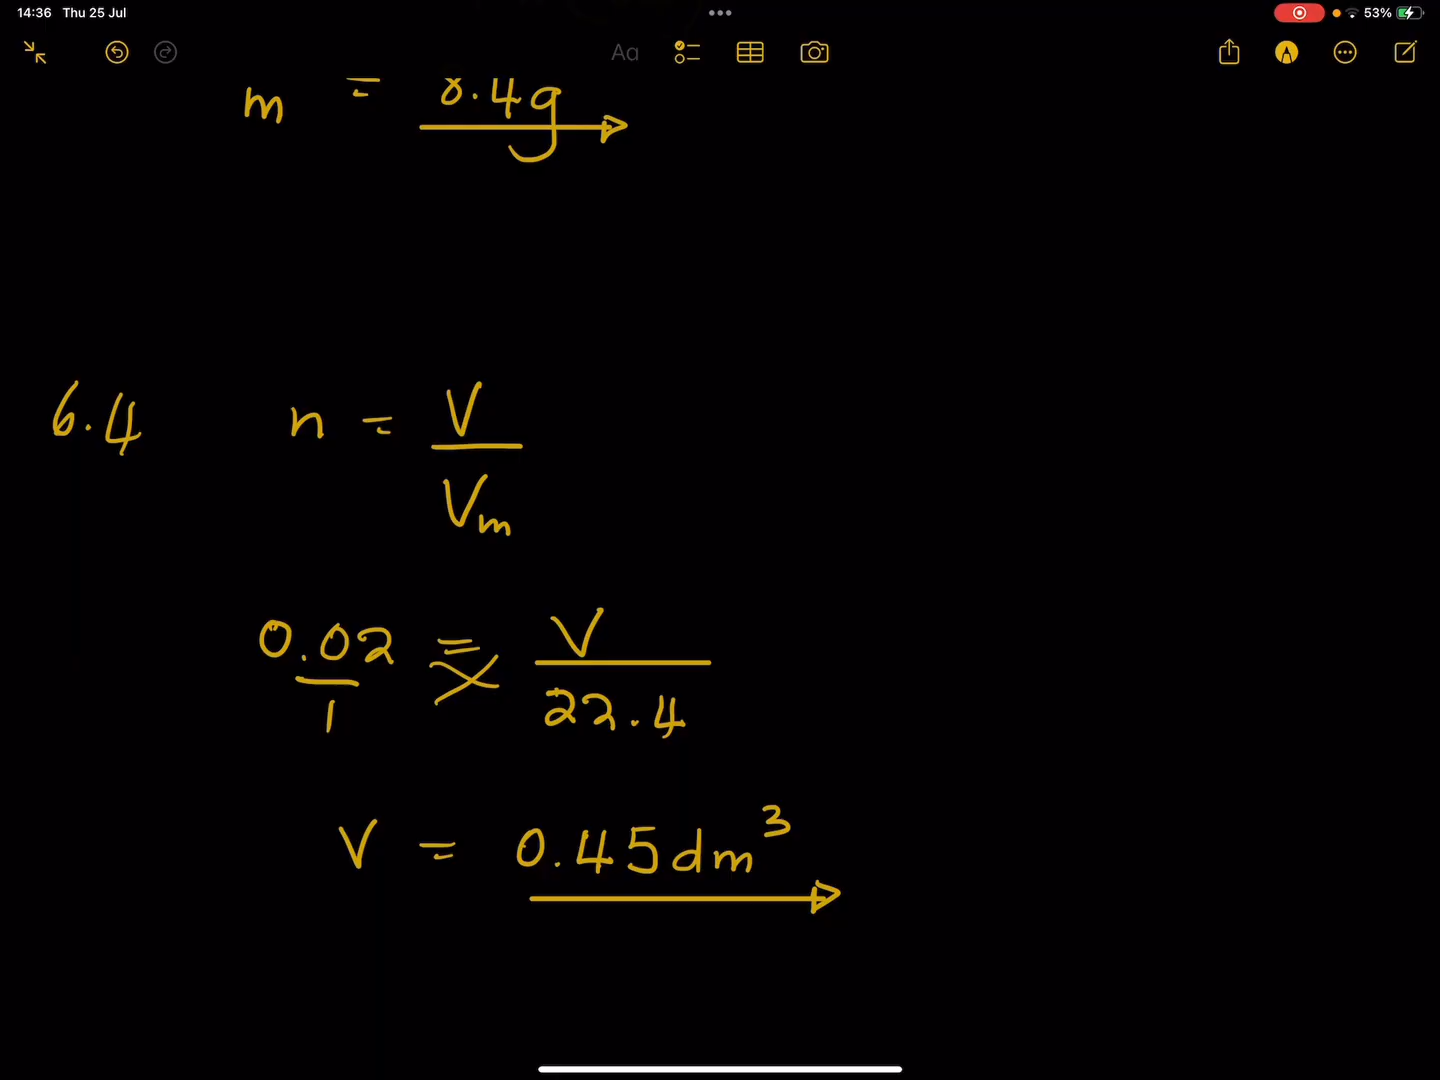 14:36 Thu 25 Jul
53%
Aa
m = 8.4g
6.4 n = V
Vm
0.02 = V
1 22.4
V = 0.45dm³